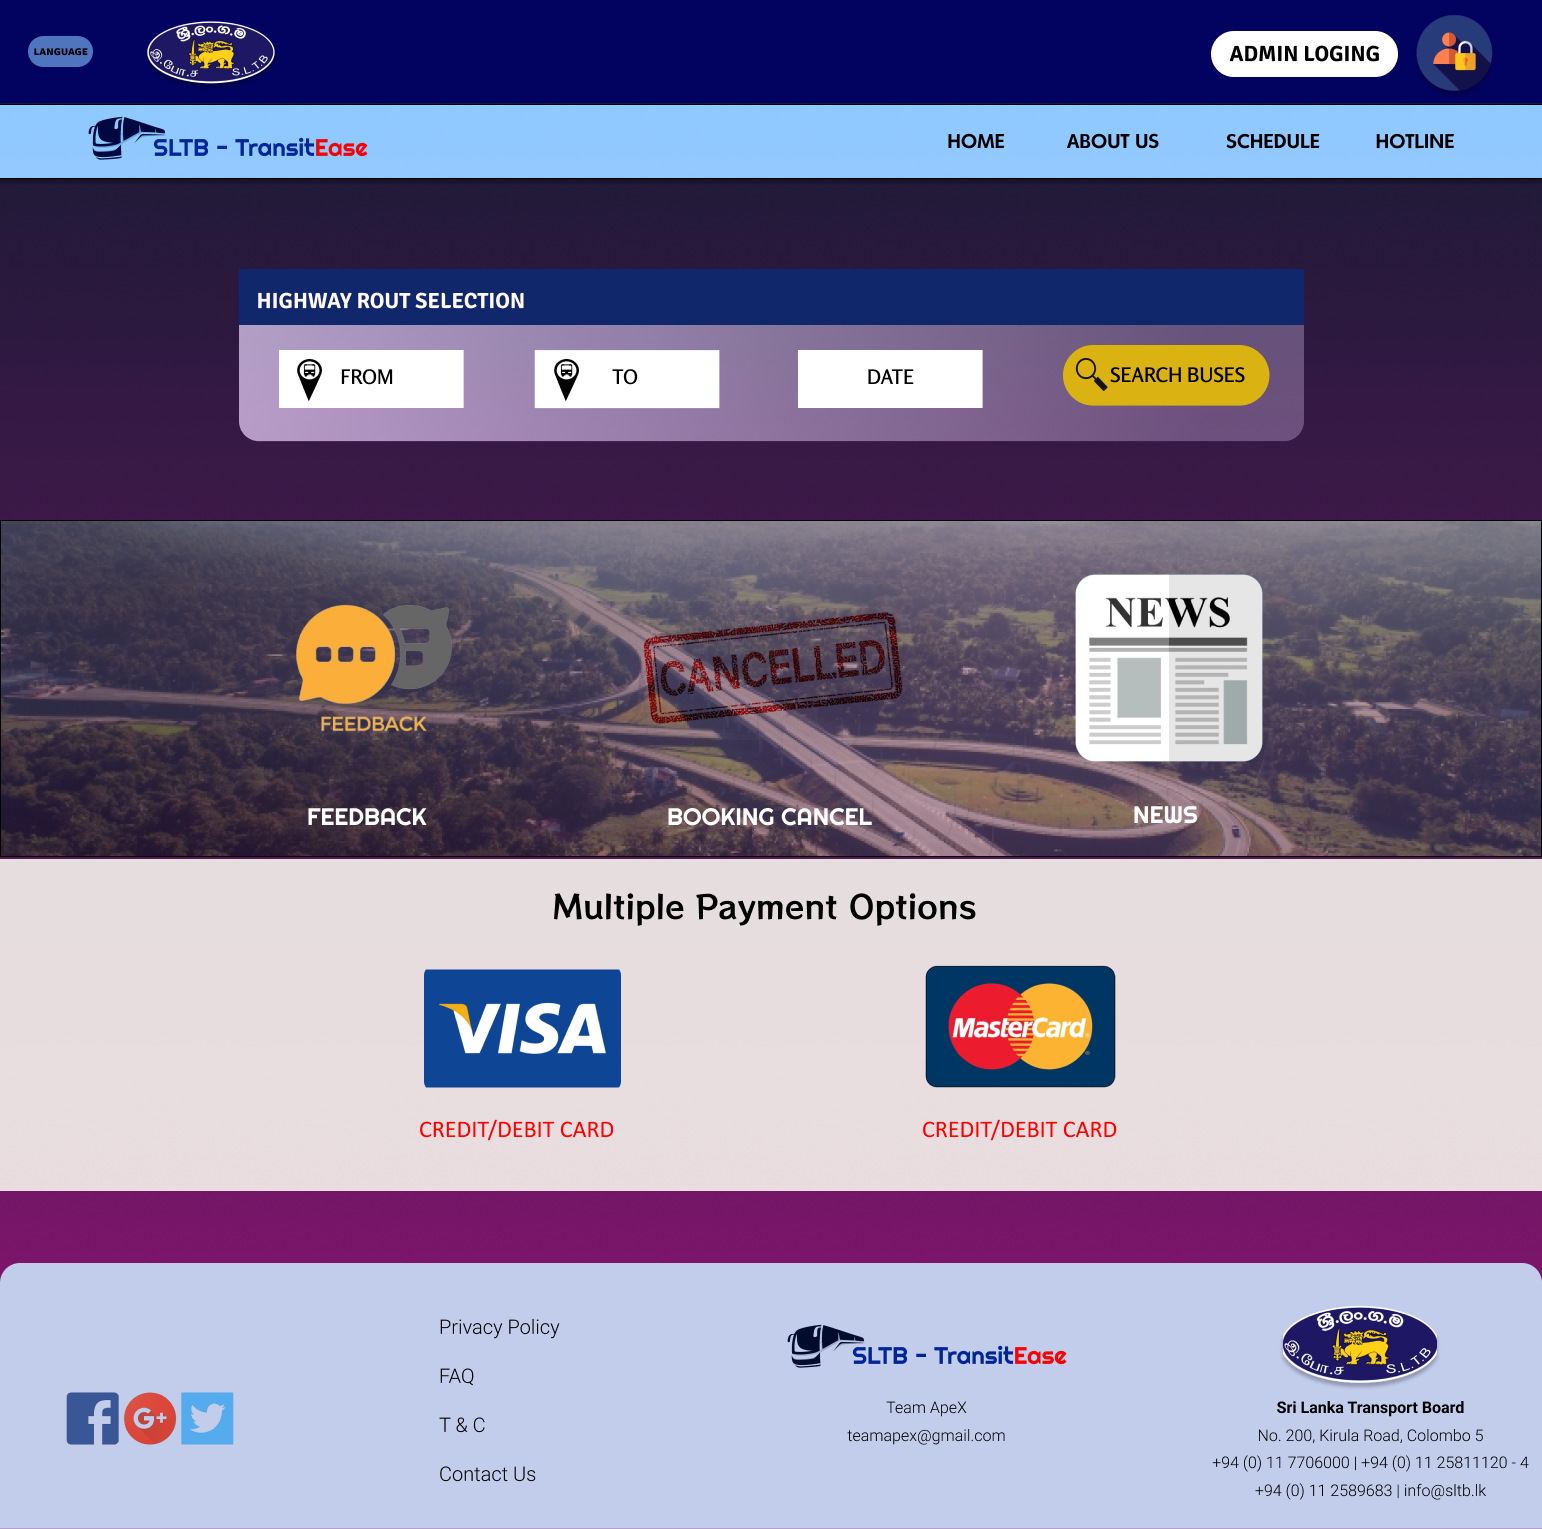 LANGUAGE
ශ්‍රී.ලං.ග.ම
இ.போ.ச
S.L.T.B
ADMIN LOGING
SLTB - TransitEase
HOME
ABOUT US
SCHEDULE
HOTLINE
HIGHWAY ROUT SELECTION
FROM
TO
DATE
SEARCH BUSES
FEEDBACK
CANCELLED
NEWS
FEEDBACK
BOOKING CANCEL
NEWS
Multiple Payment Options
VISA
MasterCard
CREDIT/DEBIT CARD
CREDIT/DEBIT CARD
f
G+
Privacy Policy
FAQ
T & C
Contact Us
SLTB - TransitEase
Team ApeX
teamapex@gmail.com
ශ්‍රී.ලං.ග.ම
இ.போ.ச
S.L.T.B
Sri Lanka Transport Board
No. 200, Kirula Road, Colombo 5
+94 (0) 11 7706000 | +94 (0) 11 25811120 - 4
+94 (0) 11 2589683 | info@sltb.lk